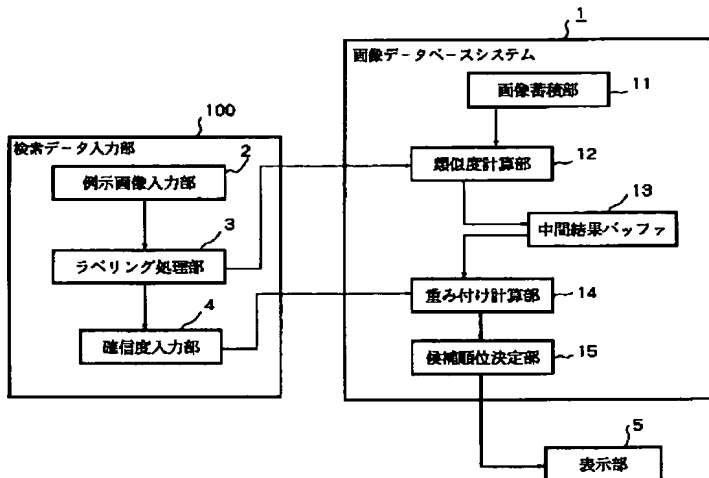 1
画像データベースシステム
画像蓄積部
11
100
検索データ入力部
2
例示画像入力部
類似度計算部
12
13
中間結果バッファ
3
ラベリング処理部
重み付け計算部
14
4
確信度入力部
候補順位決定部
15
5
表示部